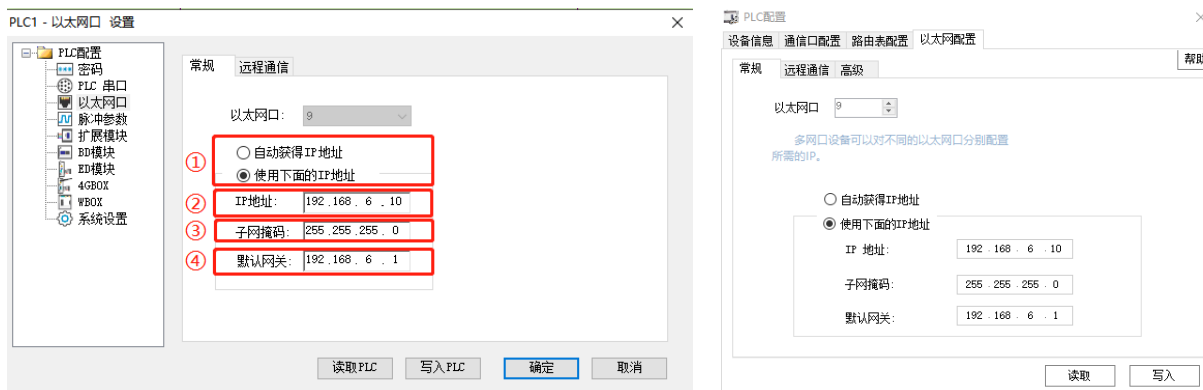 PLC1 - 以太网口 设置
PLC配置
密码
PLC 串口
以太网口
脉冲参数
扩展模块
BD模块
ED模块
4GBOX
WBOX
系统设置
常规 远程通信
以太网口： 9
① 自动获得IP地址
使用下面的IP地址
② IP地址: 192 .168 . 6 . 10
③ 子网掩码: 255 .255 .255 . 0
④ 默认网关: 192 .168 . 6 . 1
读取PLC 写入PLC 确定 取消
PLC配置
设备信息 通信口配置 路由表配置 以太网配置
帮助
常规 远程通信 高级
以太网口 9
多网口设备可以对不同的以太网口分别配置
所需的IP。
自动获得IP地址
使用下面的IP地址
IP 地址: 192 . 168 . 6 . 10
子网掩码: 255 . 255 . 255 . 0
默认网关: 192 . 168 . 6 . 1
读取 写入